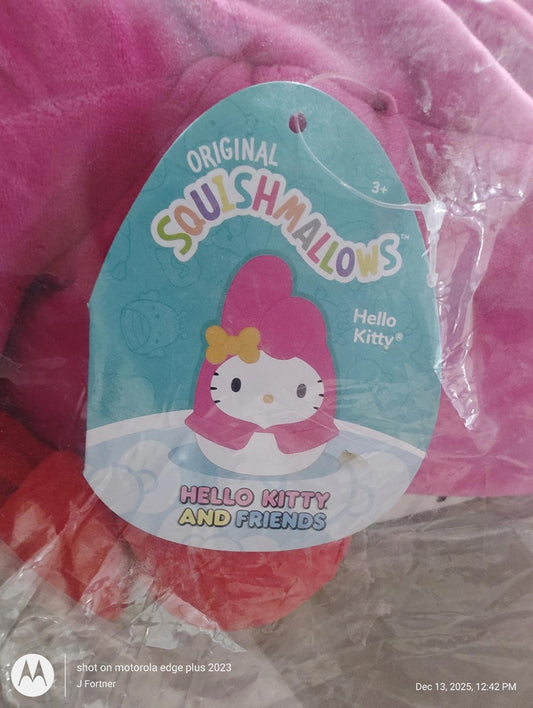 ORIGINAL
SQUISHMALLOWS™
3+
Hello
Kitty®
HELLO KITTY
AND FRIENDS
shot on motorola edge plus 2023
J Fortner
Dec 13, 2025, 12:42 PM